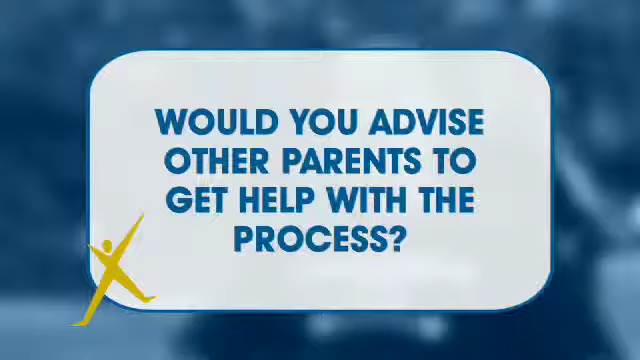 WOULD YOU ADVISE
OTHER PARENTS TO
GET HELP WITH THE
PROCESS?